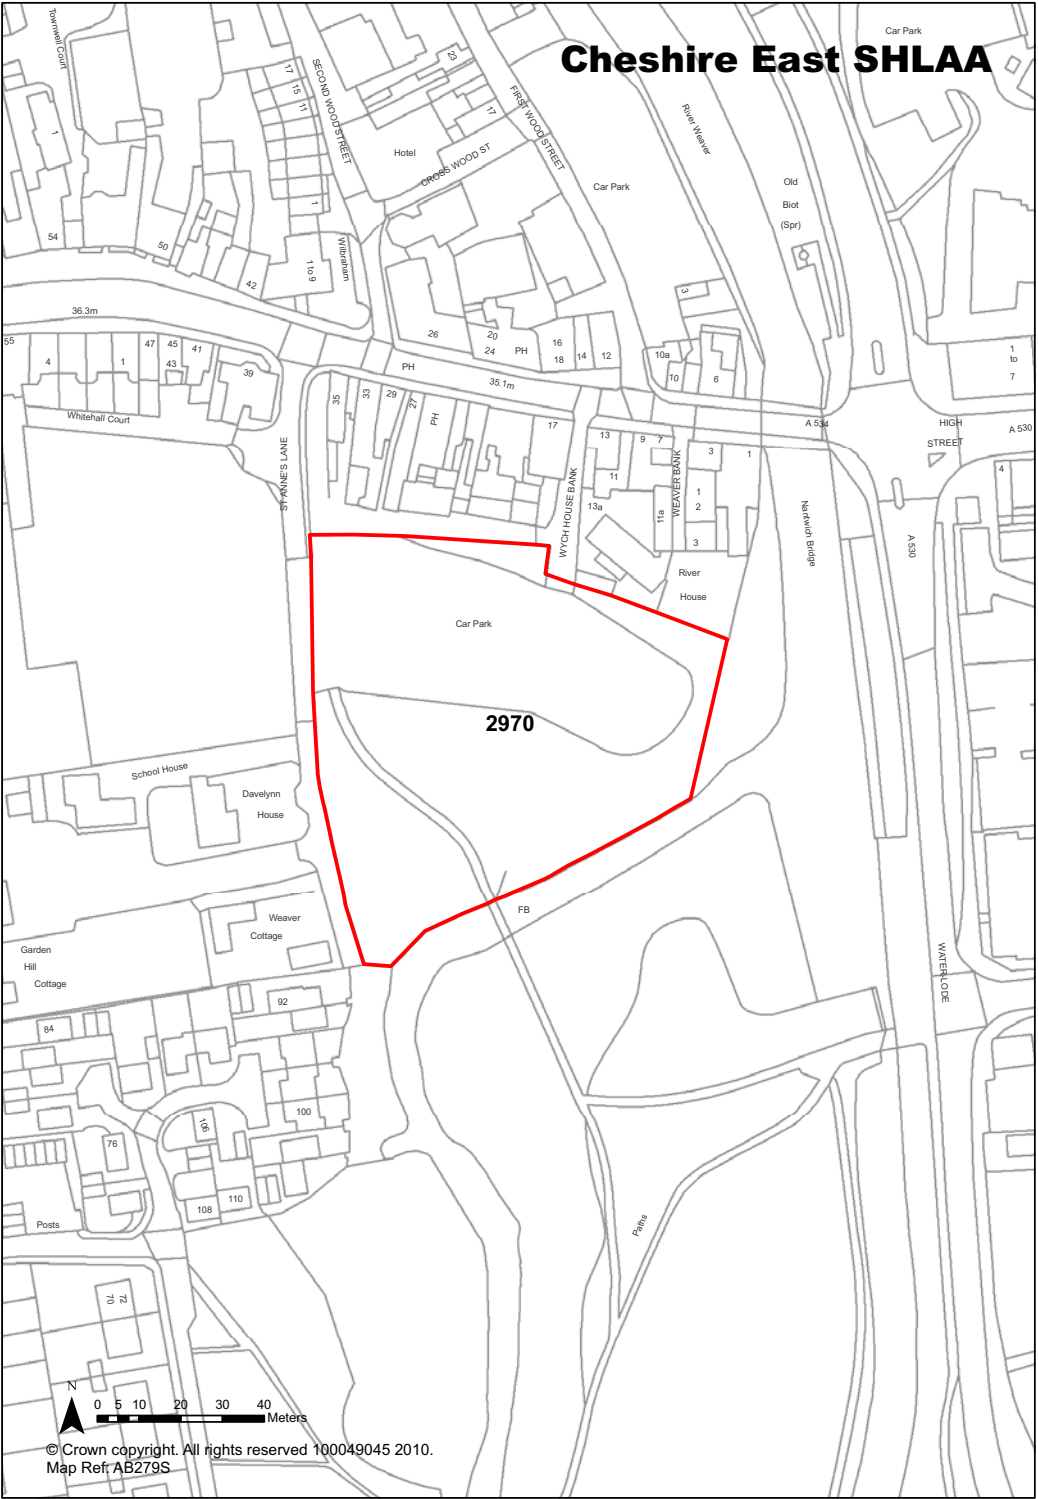 Cheshire East SHLAA
Car Park
Townwell Court
SECOND WOOD STREET
FIRST WOOD STREET
River Weaver
23
17
15
11
17
1
Hotel
CROSS WOOD ST
Car Park
Old
Biot
(Spr)
1
54
50
42
1 to 9
Wilbraham
3
36.3m
26
20
24
PH
16
18
14
12
10a
10
6
1
to
7
55
4
1
47
45
43
41
39
PH
35.1m
Whitehall Court
35
33
29
27
PH
17
13
11
9
7
3
1
A 534
HIGH
STREET
A 530
4
ST ANNE'S LANE
WYCH HOUSE BANK
13a
11a
WEAVER BANK
1
2
3
Nantwich Bridge
A 530
River
House
Car Park
2970
School House
Davelynn
House
Weaver
Cottage
FB
Garden
Hill
Cottage
WATER-LODE
92
84
100
106
76
110
108
Posts
Paths
70
72
N
0 5 10 20 30 40
Meters
© Crown copyright. All rights reserved 100049045 2010.
Map Ref: AB279S